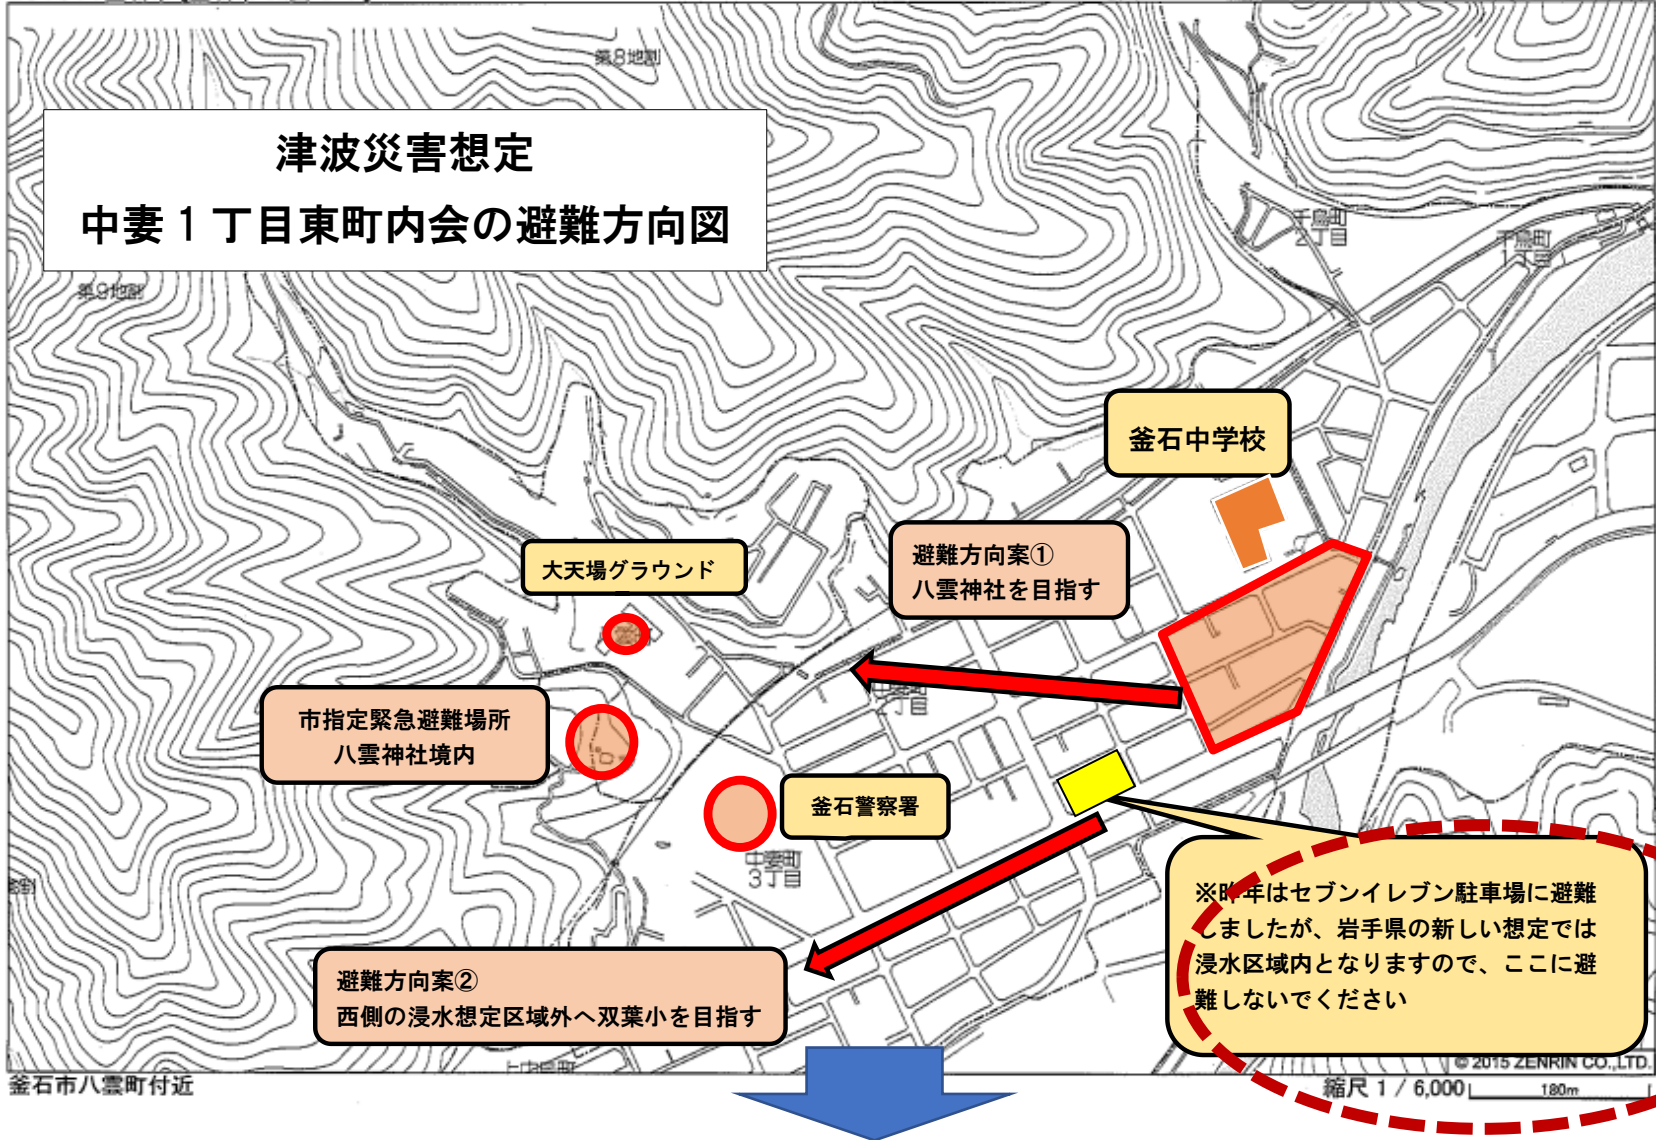 第8地割
津波災害想定
中妻1丁目東町内会の避難方向図
千鳥町
2丁目
千鳥町
1丁目
第9地割
釜石中学校
避難方向案①
八雲神社を目指す
大天場グラウンド
2丁目
市指定緊急避難場所
八雲神社境内
釜石警察署
中妻町
3丁目
※昨年はセブンイレブン駐車場に避難
しましたが、岩手県の新しい想定では
浸水区域内となりますので、ここに避
難しないでください
避難方向案②
西側の浸水想定区域外へ双葉小を目指す
上中島町
© 2015 ZENRIN CO.,LTD.
釜石市八雲町付近
縮尺 1 / 6,000
180m